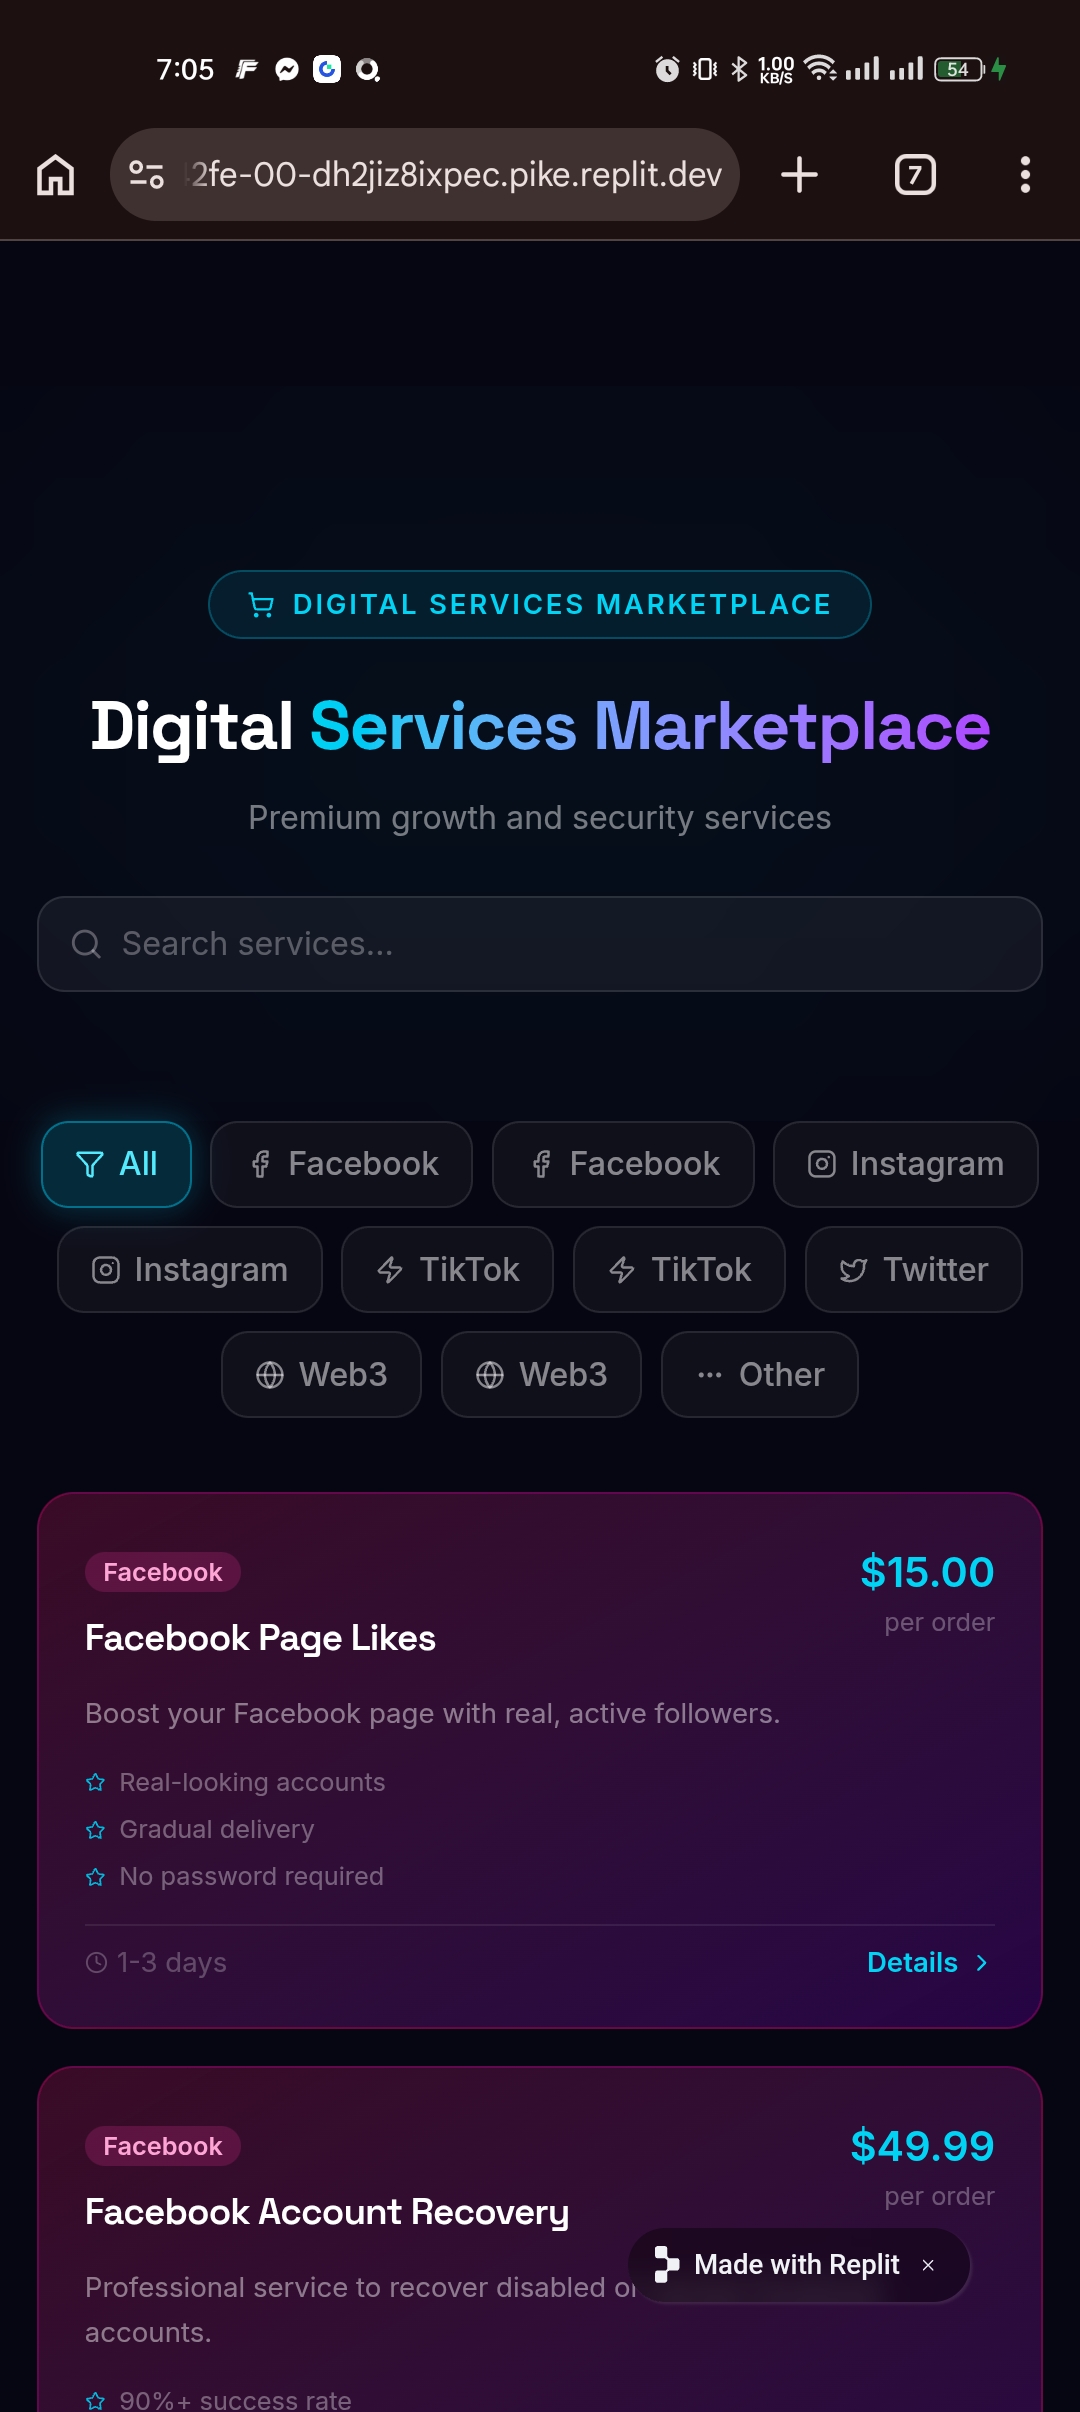 7:05 1.00 KB/S 54
2fe-00-dh2jiz8ixpec.pike.replit.dev 7
DIGITAL SERVICES MARKETPLACE
Digital Services Marketplace
Premium growth and security services
Search services...
All Facebook Facebook Instagram
Instagram TikTok TikTok Twitter
Web3 Web3 Other
Facebook $15.00
per order
Facebook Page Likes
Boost your Facebook page with real, active followers.
Real-looking accounts
Gradual delivery
No password required
1-3 days Details
Facebook $49.99
per order
Facebook Account Recovery
Made with Replit ×
Professional service to recover disabled or
accounts.
90%+ success rate